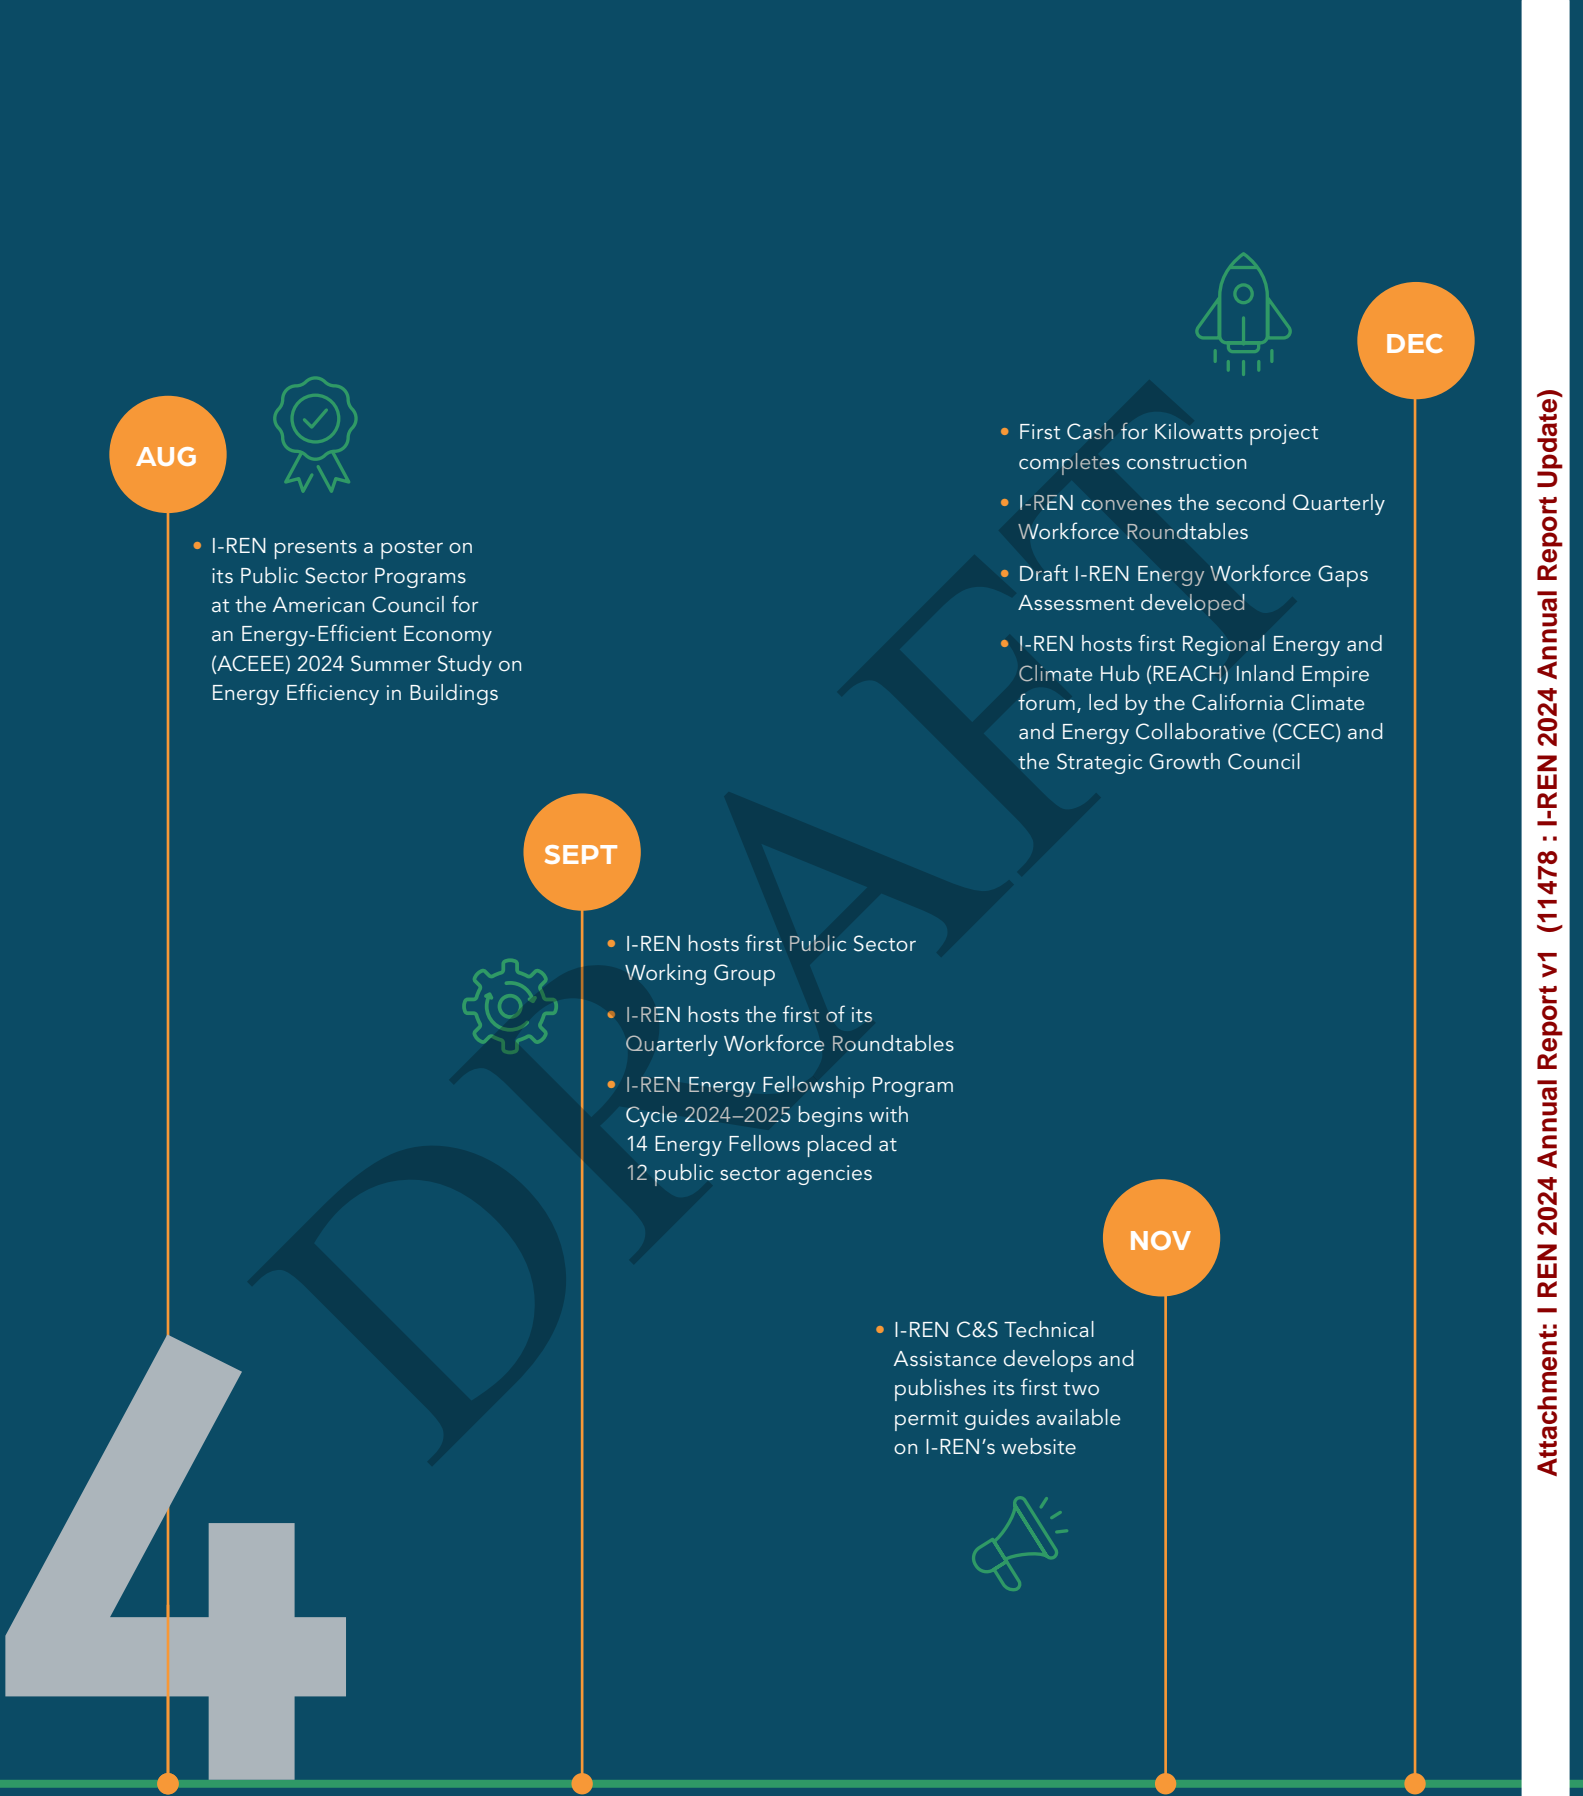 AUG
I-REN presents a poster on
its Public Sector Programs
at the American Council for
an Energy-Efficient Economy
(ACEEE) 2024 Summer Study on
Energy Efficiency in Buildings
SEPT
• I-REN hosts first Public Sector
Working Group
• I-REN hosts the first of its
Quarterly Workforce Roundtables
• I-REN Energy Fellowship Program
Cycle 2024–2025 begins with
14 Energy Fellows placed at
12 public sector agencies
NOV
• I-REN C&S Technical
Assistance develops and
publishes its first two
permit guides available
on I-REN’s website
DEC
• First Cash for Kilowatts project
completes construction
• I-REN convenes the second Quarterly
Workforce Roundtables
• Draft I-REN Energy Workforce Gaps
Assessment developed
• I-REN hosts first Regional Energy and
Climate Hub (REACH) Inland Empire
forum, led by the California Climate
and Energy Collaborative (CCEC) and
the Strategic Growth Council
4
DRAFT
Attachment: I REN 2024 Annual Report v1 (11478 : I-REN 2024 Annual Report Update)